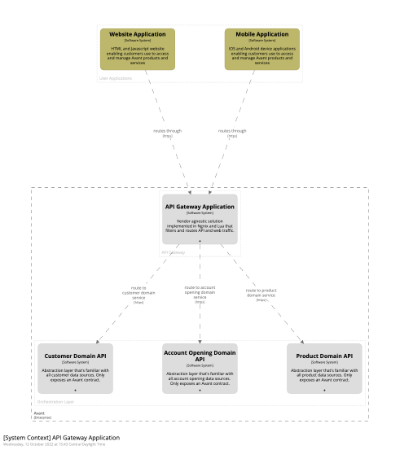 Website Application
[Software System]
HTML and Javascript website
enabling customers use to access
and manage Avant products and
services
Mobile Application
[Software System]
iOS and Android device applications
enabling customers use to access
and manage Avant products and
services
routes through
[https]
routes through
[https]
API Gateway Application
[Software System]
Vendor agnostic solution
implemented in Nginx and Lua that
filters and routes API and web traffic.
+
API Gateway
route to
customer domain
service
[https]
route to account
opening domain
service
[https]
route to product
domain service
[https]
Customer Domain API
[Software System]
Abstraction layer that's familiar with
all customer data sources. Only
exposes an Avant contract.
+
Account Opening Domain
API
[Software System]
Abstraction layer that's familiar with
all account opening data sources.
Only exposes an Avant contract.
+
Product Domain API
[Software System]
Abstraction layer that's familiar with
all product data sources. Only
exposes an Avant contract.
+
Orchestration Layer
Avant
[Enterprise]
[System Context] API Gateway Application